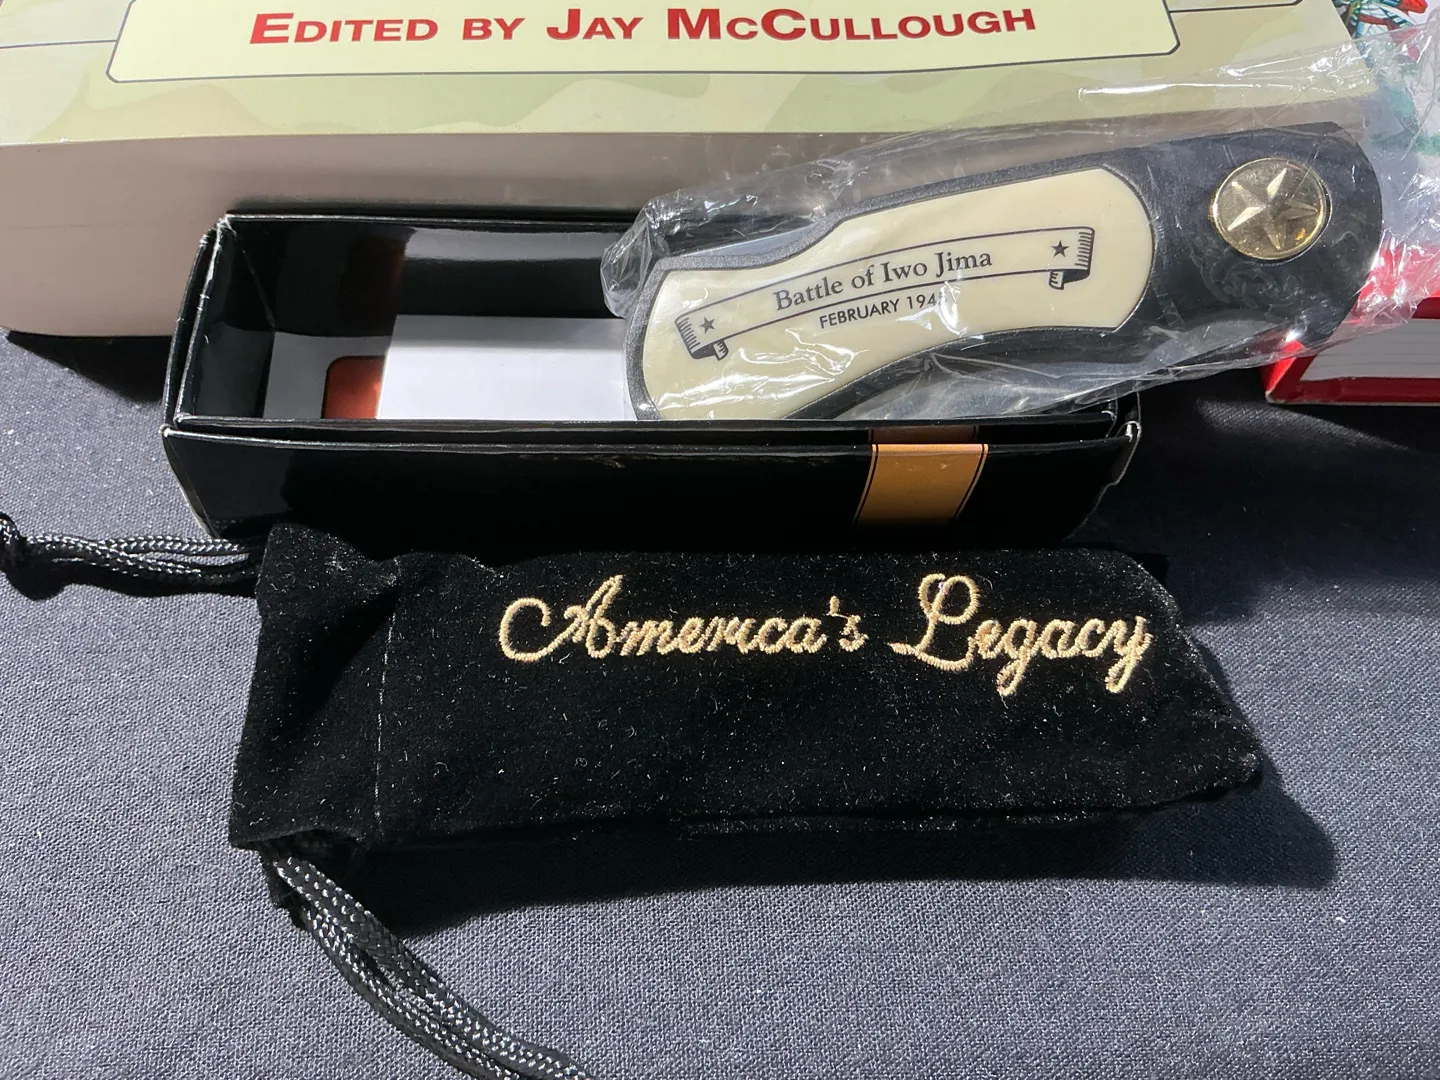 EDITED BY JAY MCCULLOUGH
Battle of Iwo Jima
FEBRUARY 194
America's Legacy